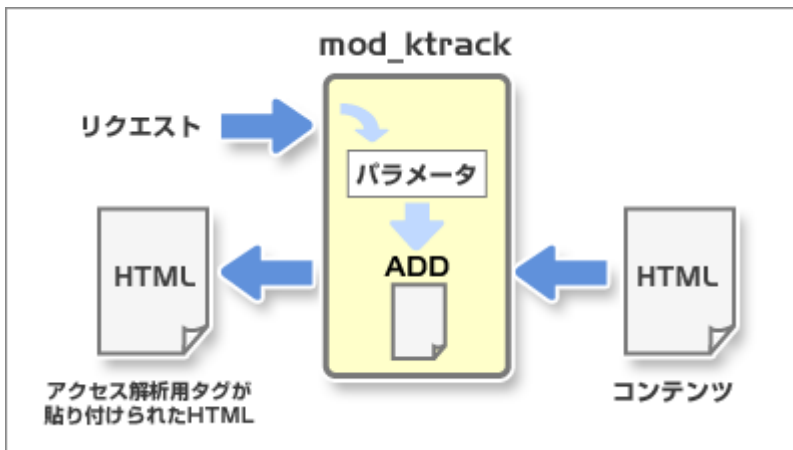 mod_ktrack
リクエスト
パラメータ
ADD
HTML
HTML
アクセス解析用タグが
貼り付けられたHTML
コンテンツ